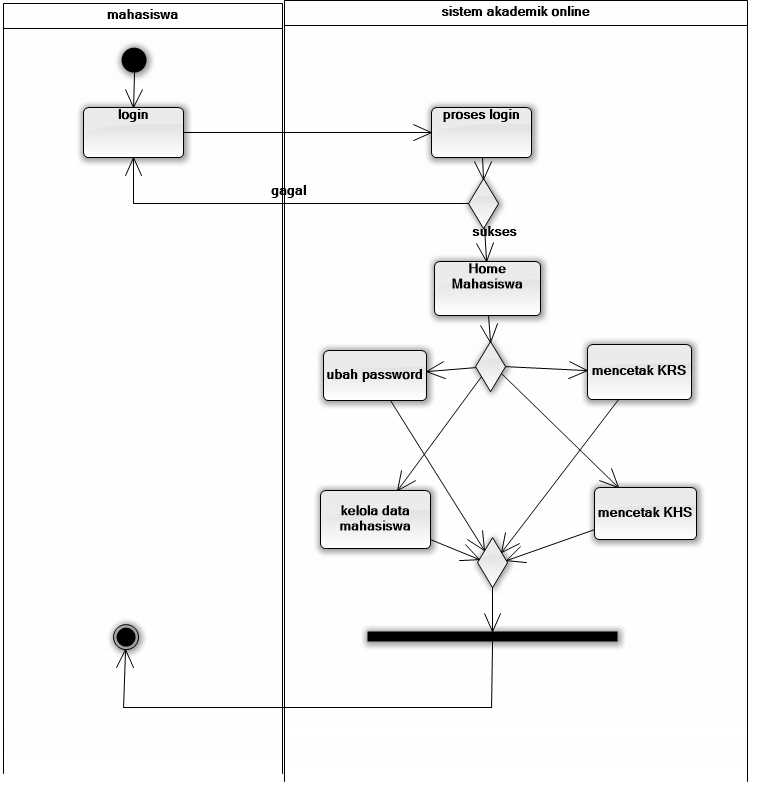 mahasiswa
sistem akademik online
login
proses login
gagal
sukses
Home
Mahasiswa
ubah password
mencetak KRS
kelola data
mahasiswa
mencetak KHS